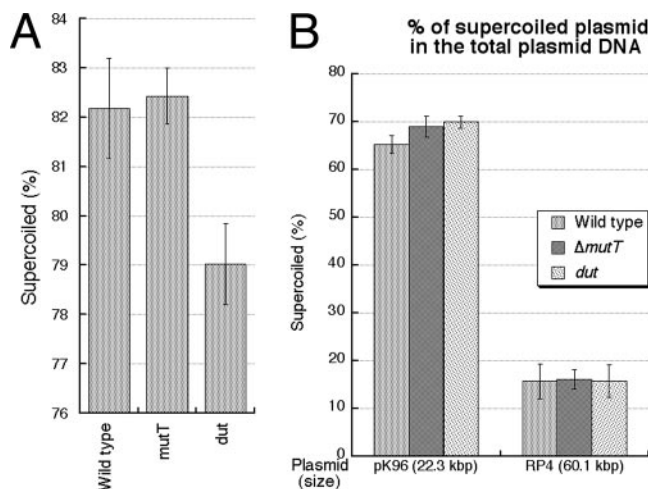 A
84
83
82
81
80
79
78
77
76
Supercoiled (%)
Wild type
mutT
dut
B
% of supercoiled plasmid
in the total plasmid DNA
80
70
60
50
40
30
20
10
0
Supercoiled (%)
Wild type
ΔmutT
dut
Plasmid
(size)
pK96 (22.3 kbp)
RP4 (60.1 kbp)